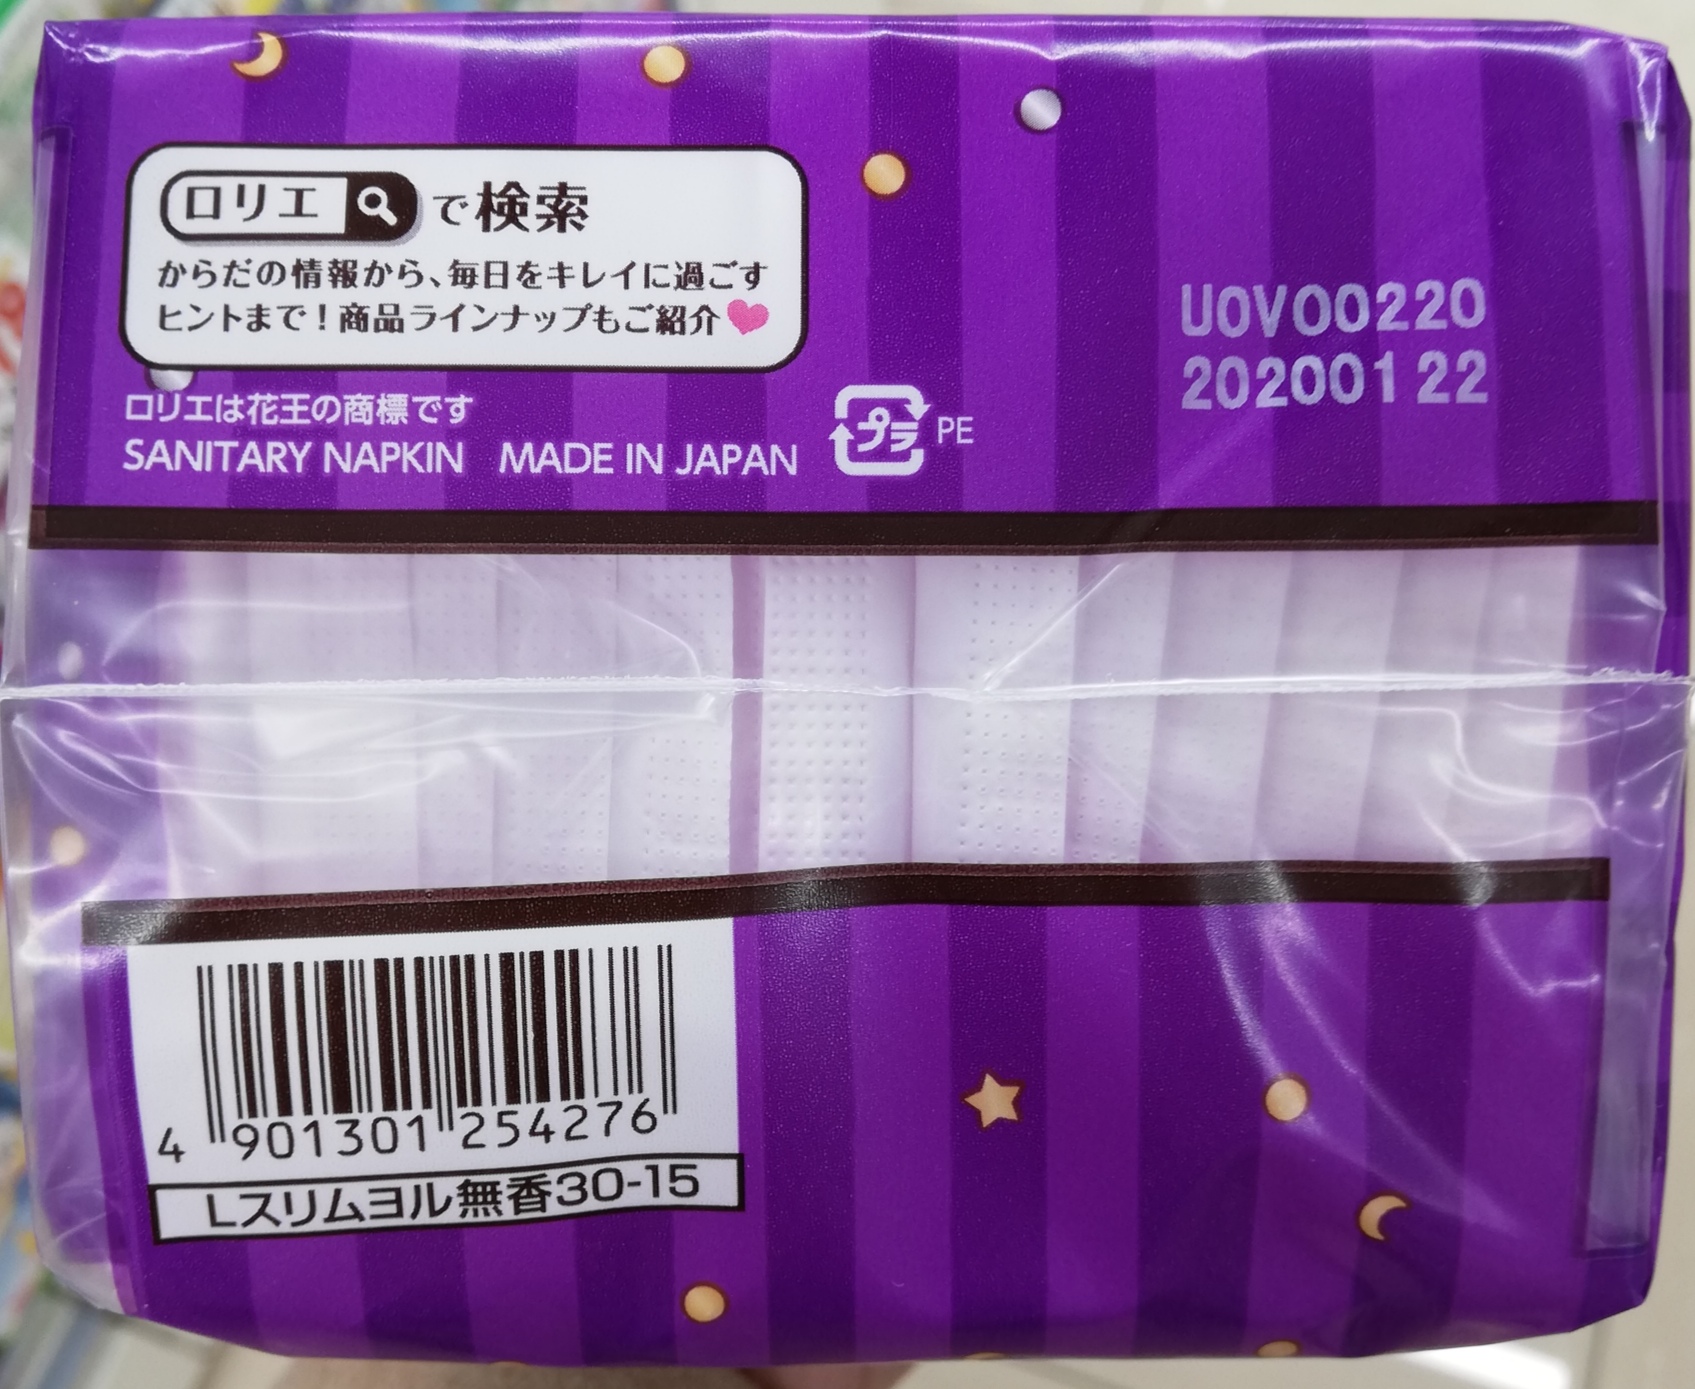 ロリエ で検索
からだの情報から、毎日をキレイに過ごす
ヒントまで！商品ラインナップもご紹介
ロリエは花王の商標です
SANITARY NAPKIN MADE IN JAPAN
プラ PE
U0V00220
20200122
4 901301 254276
Lスリムヨル無香30-15